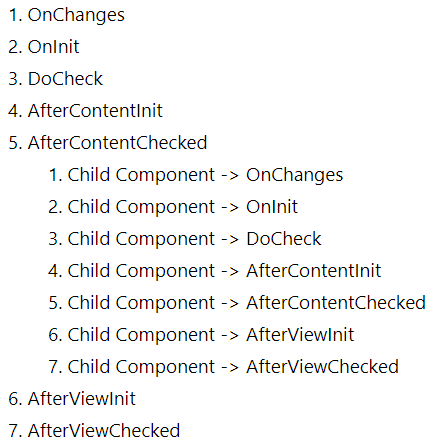 1. OnChanges
2. OnInit
3. DoCheck
4. AfterContentInit
5. AfterContentChecked
1. Child Component -> OnChanges
2. Child Component -> OnInit
3. Child Component -> DoCheck
4. Child Component -> AfterContentInit
5. Child Component -> AfterContentChecked
6. Child Component -> AfterViewInit
7. Child Component -> AfterViewChecked
6. AfterViewInit
7. AfterViewChecked